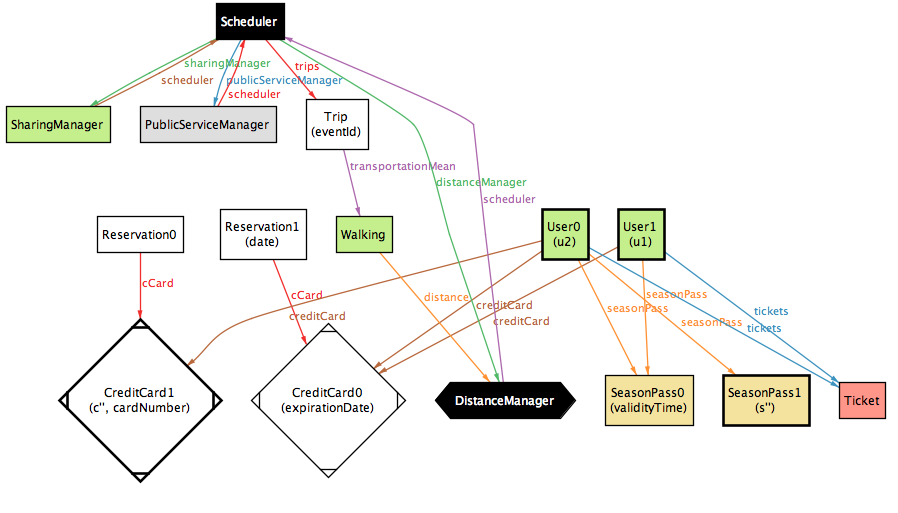 Scheduler
sharingManager
trips
scheduler
publicServiceManager
scheduler
SharingManager
PublicServiceManager
Trip
(eventId)
transportationMean
distanceManager
scheduler
Reservation0
Reservation1
(date)
Walking
User0
(u2)
User1
(u1)
cCard
cCard
distance
creditCard
creditCard
creditCard
seasonPass
seasonPass
seasonPass
tickets
tickets
CreditCard1
(c'', cardNumber)
CreditCard0
(expirationDate)
DistanceManager
SeasonPass0
(validityTime)
SeasonPass1
(s'')
Ticket